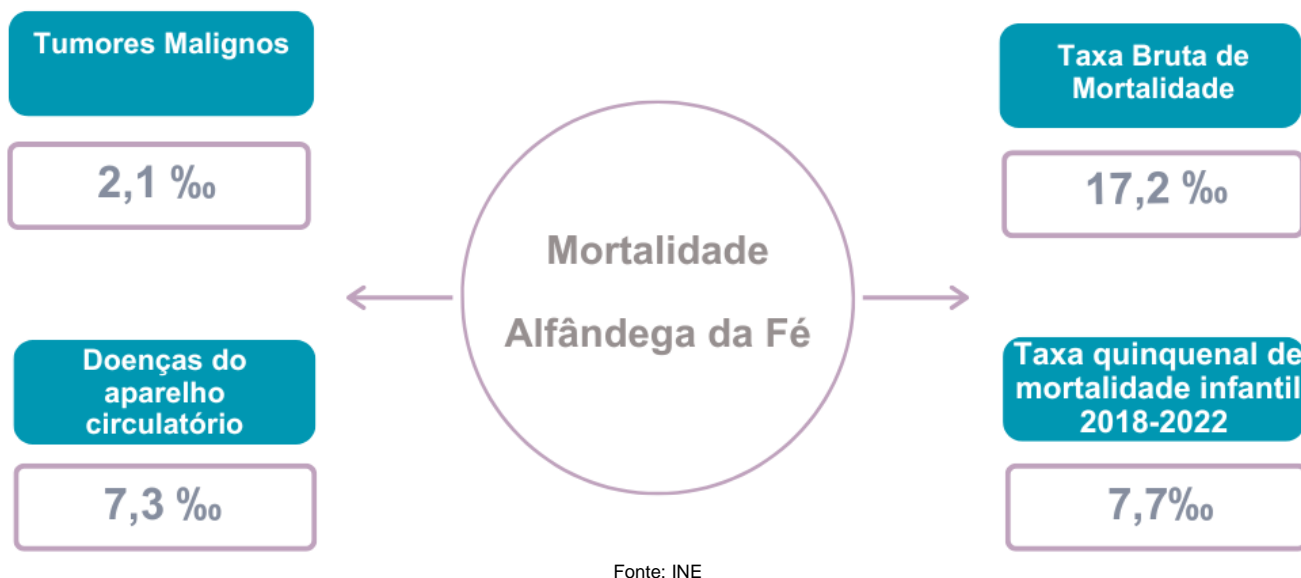 Tumores Malignos
2,1 ‰
Doenças do
aparelho
circulatório
7,3 ‰
Mortalidade
Alfândega da Fé
Taxa Bruta de
Mortalidade
17,2 ‰
Taxa quinquenal de
mortalidade infantil
2018-2022
7,7‰
Fonte: INE